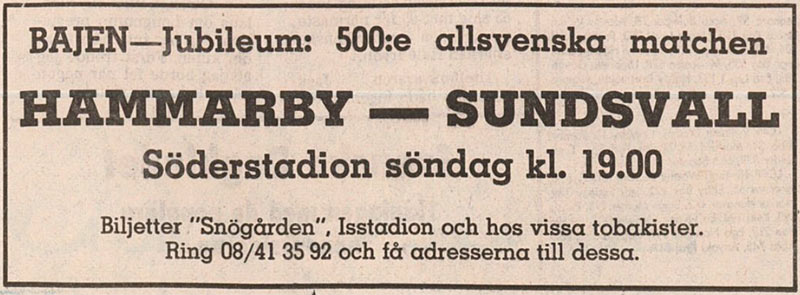 BAJEN—Jubileum: 500:e allsvenska matchen
HAMMARBY — SUNDSVALL
Söderstadion söndag kl. 19.00
Biljetter "Snögården", Isstadion och hos vissa tobakister.
Ring 08/41 35 92 och få adresserna till dessa.